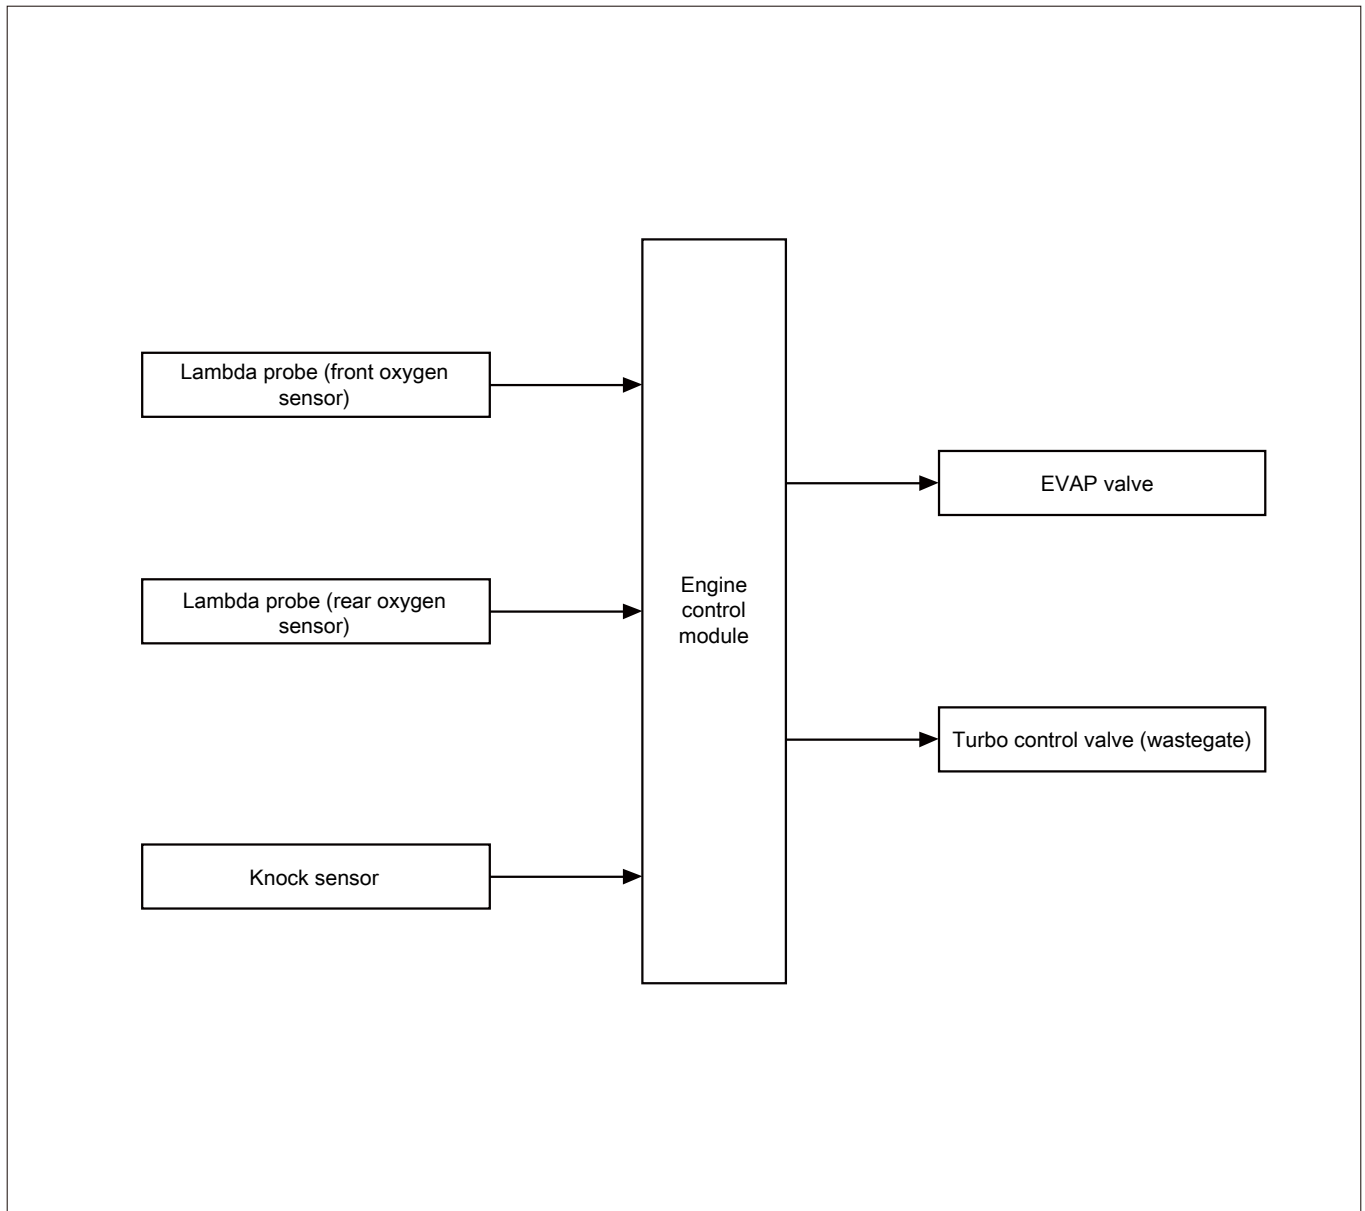 Lambda probe (front oxygen
sensor)
Lambda probe (rear oxygen
sensor)
Knock sensor
Engine
control
module
EVAP valve
Turbo control valve (wastegate)